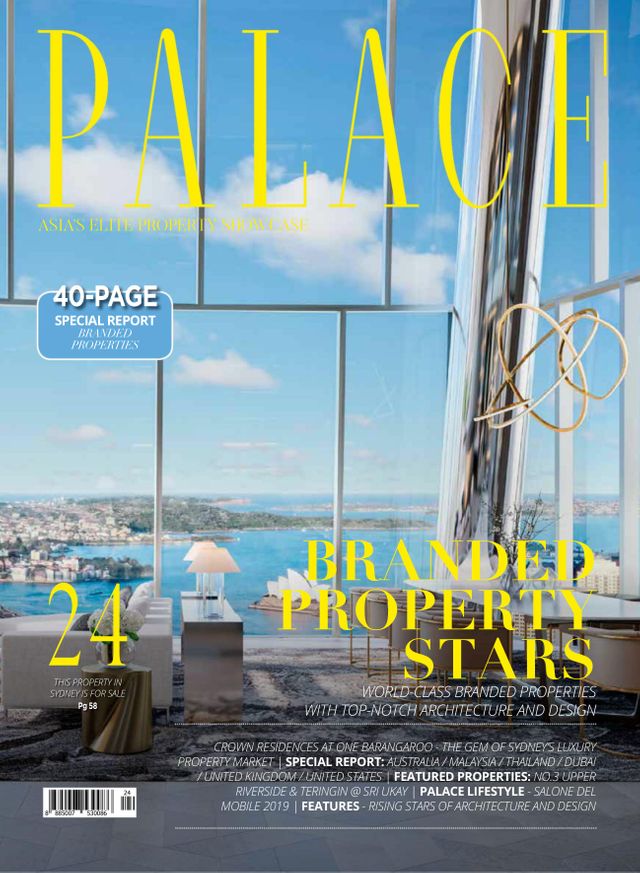 PALACE
ASIA'S ELITE PROPERTY SHOWCASE
40-PAGE
SPECIAL REPORT
BRANDED
PROPERTIES
BRANDED
PROPERTY
STARS
WORLD-CLASS BRANDED PROPERTIES
WITH TOP-NOTCH ARCHITECTURE AND DESIGN
24
THIS PROPERTY IN
SYDNEY IS FOR SALE
Pg 58
CROWN RESIDENCES AT ONE BARANGAROO - THE GEM OF SYDNEY'S LUXURY
PROPERTY MARKET | SPECIAL REPORT: AUSTRALIA / MALAYSIA / THAILAND / DUBAI
/ UNITED KINGDOM / UNITED STATES | FEATURED PROPERTIES: NO.3 UPPER
RIVERSIDE & TERINGIN @ SRI UKAY | PALACE LIFESTYLE - SALONE DEL
MOBILE 2019 | FEATURES - RISING STARS OF ARCHITECTURE AND DESIGN
24
8 885007 530086